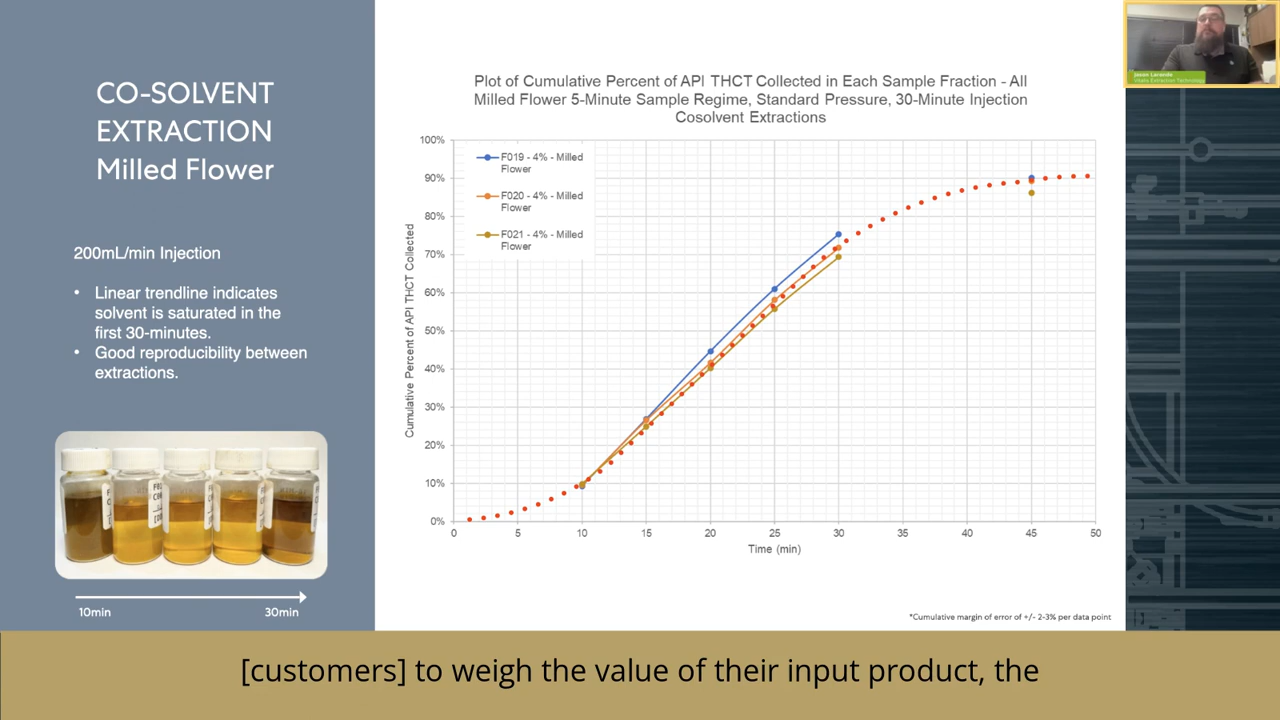 CO-SOLVENT
EXTRACTION
Milled Flower
200mL/min Injection
• Linear trendline indicates
solvent is saturated in the
first 30-minutes.
• Good reproducibility between
extractions.
10min
30min
Plot of Cumulative Percent of API THCT Collected in Each Sample Fraction - All
Milled Flower 5-Minute Sample Regime, Standard Pressure, 30-Minute Injection
Cosolvent Extractions
F019 - 4% - Milled
Flower
F020 - 4% - Milled
Flower
F021 - 4% - Milled
Flower
Cumulative Percent of API THCT Collected
100%
90%
80%
70%
60%
50%
40%
30%
20%
10%
0%
0 5 10 15 20 25 30 35 40 45 50
Time (min)
*Cumulative margin of error of +/- 2-3% per data point
Vitalis Extraction Technology
[customers] to weigh the value of their input product, the